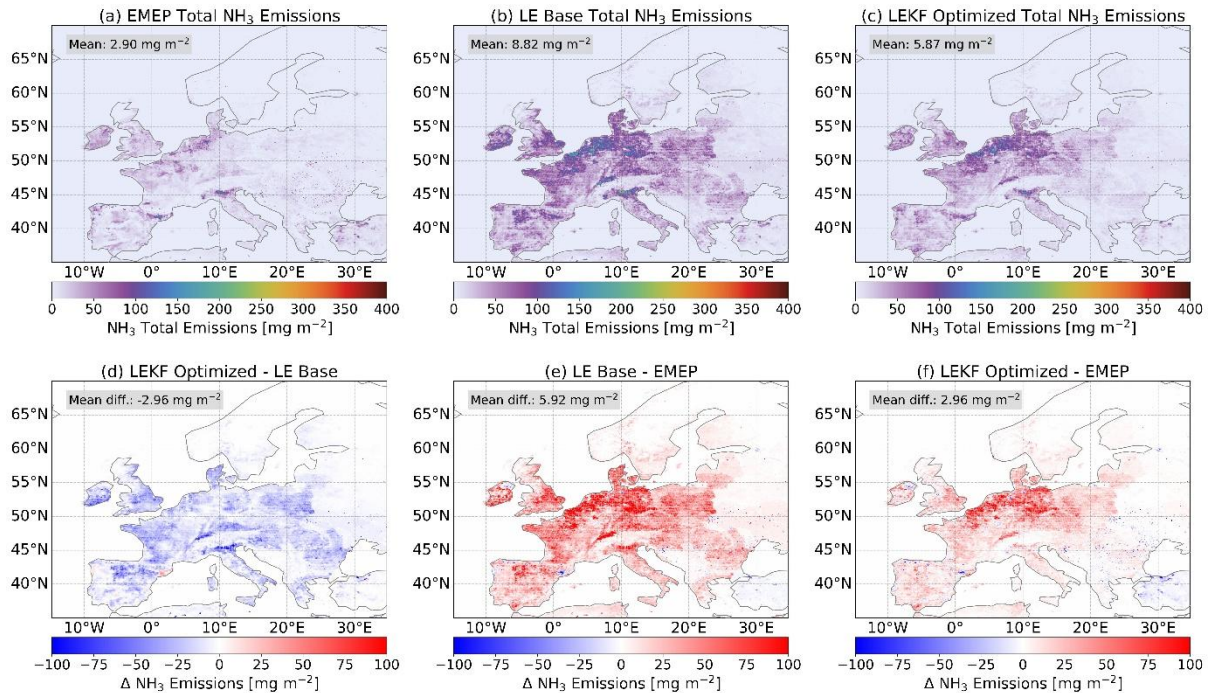 (a) EMEP Total NH₃ Emissions
Mean: 2.90 mg m⁻²
65°N
60°N
55°N
50°N
45°N
40°N
10°W 0° 10°E 20°E 30°E
0 50 100 150 200 250 300 350 400
NH₃ Total Emissions [mg m⁻²]
(b) LE Base Total NH₃ Emissions
Mean: 8.82 mg m⁻²
65°N
60°N
55°N
50°N
45°N
40°N
10°W 0° 10°E 20°E 30°E
0 50 100 150 200 250 300 350 400
NH₃ Total Emissions [mg m⁻²]
(c) LEKF Optimized Total NH₃ Emissions
Mean: 5.87 mg m⁻²
65°N
60°N
55°N
50°N
45°N
40°N
10°W 0° 10°E 20°E 30°E
0 50 100 150 200 250 300 350 400
NH₃ Total Emissions [mg m⁻²]
(d) LEKF Optimized - LE Base
Mean diff.: -2.96 mg m⁻²
65°N
60°N
55°N
50°N
45°N
40°N
10°W 0° 10°E 20°E 30°E
−100 −75 −50 −25 0 25 50 75 100
Δ NH₃ Emissions [mg m⁻²]
(e) LE Base - EMEP
Mean diff.: 5.92 mg m⁻²
65°N
60°N
55°N
50°N
45°N
40°N
10°W 0° 10°E 20°E 30°E
−100 −75 −50 −25 0 25 50 75 100
Δ NH₃ Emissions [mg m⁻²]
(f) LEKF Optimized - EMEP
Mean diff.: 2.96 mg m⁻²
65°N
60°N
55°N
50°N
45°N
40°N
10°W 0° 10°E 20°E 30°E
−100 −75 −50 −25 0 25 50 75 100
Δ NH₃ Emissions [mg m⁻²]